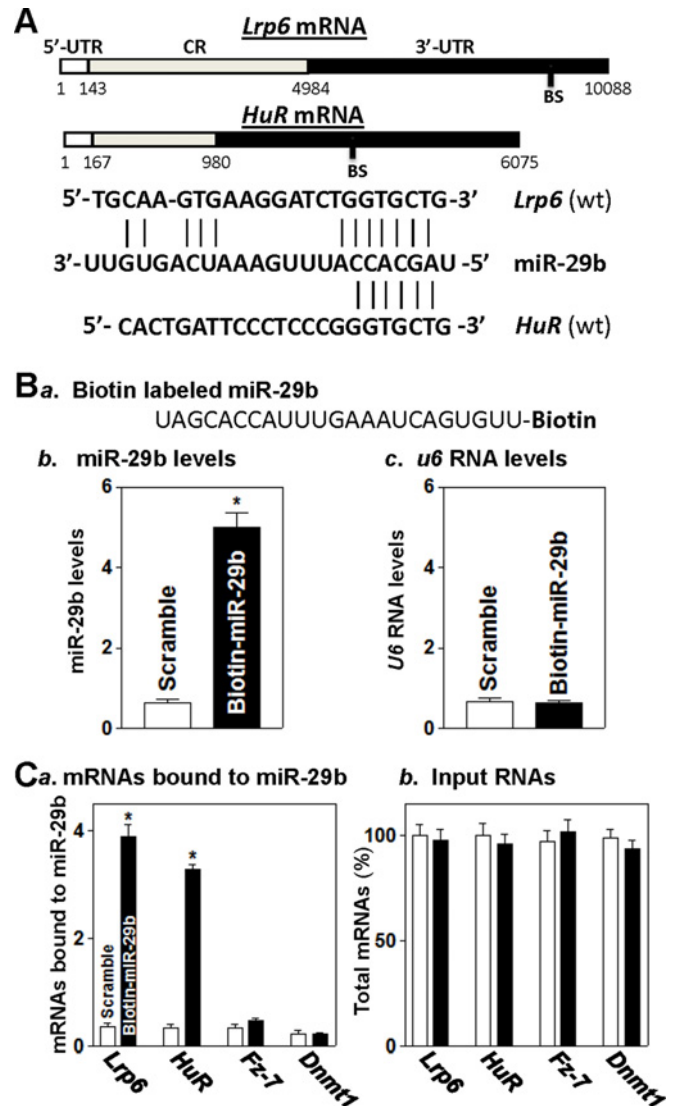 A
Lrp6 mRNA
5’-UTR CR 3’-UTR
1 143 4984 BS 10088
HuR mRNA
1 167 980 BS 6075
5’-TGCAA-GTGAAGGATCTGGTGCTG-3’ Lrp6 (wt)
3’-UUGUGACUAAAGUUUACCACGAU -5’ miR-29b
5’- CACTGATTCCCTCCCGGGTGCTG -3’ HuR (wt)
Ba. Biotin labeled miR-29b
UAGCACCAUUUGAAAUCAGUGUU-Biotin
b. miR-29b levels
miR-29b levels
6
4
2
0
Scramble
Biotin-miR-29b
*
c. u6 RNA levels
U6 RNA levels
6
4
2
0
Scramble
Biotin-miR-29b
Ca. mRNAs bound to miR-29b
mRNAs bound to miR-29b
4
2
0
Scramble
Biotin-miR-29b
*
*
Lrp6 HuR Fz-7 Dnmt1
b. Input RNAs
Total mRNAs (%)
100
50
0
Lrp6 HuR Fz-7 Dnmt1